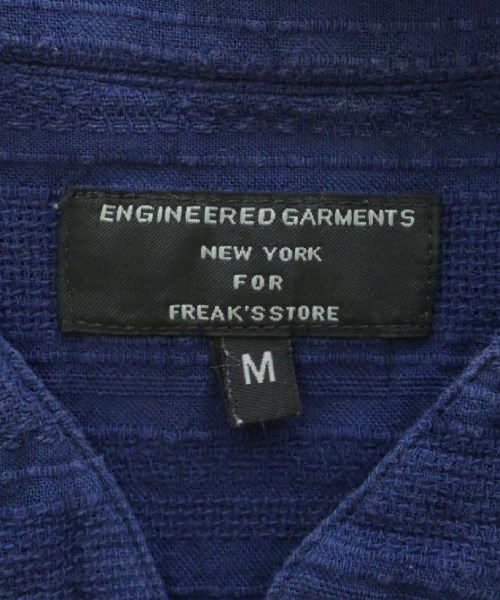 ENGINEERED GARMENTS
NEW YORK
FOR
FREAK'S STORE
M